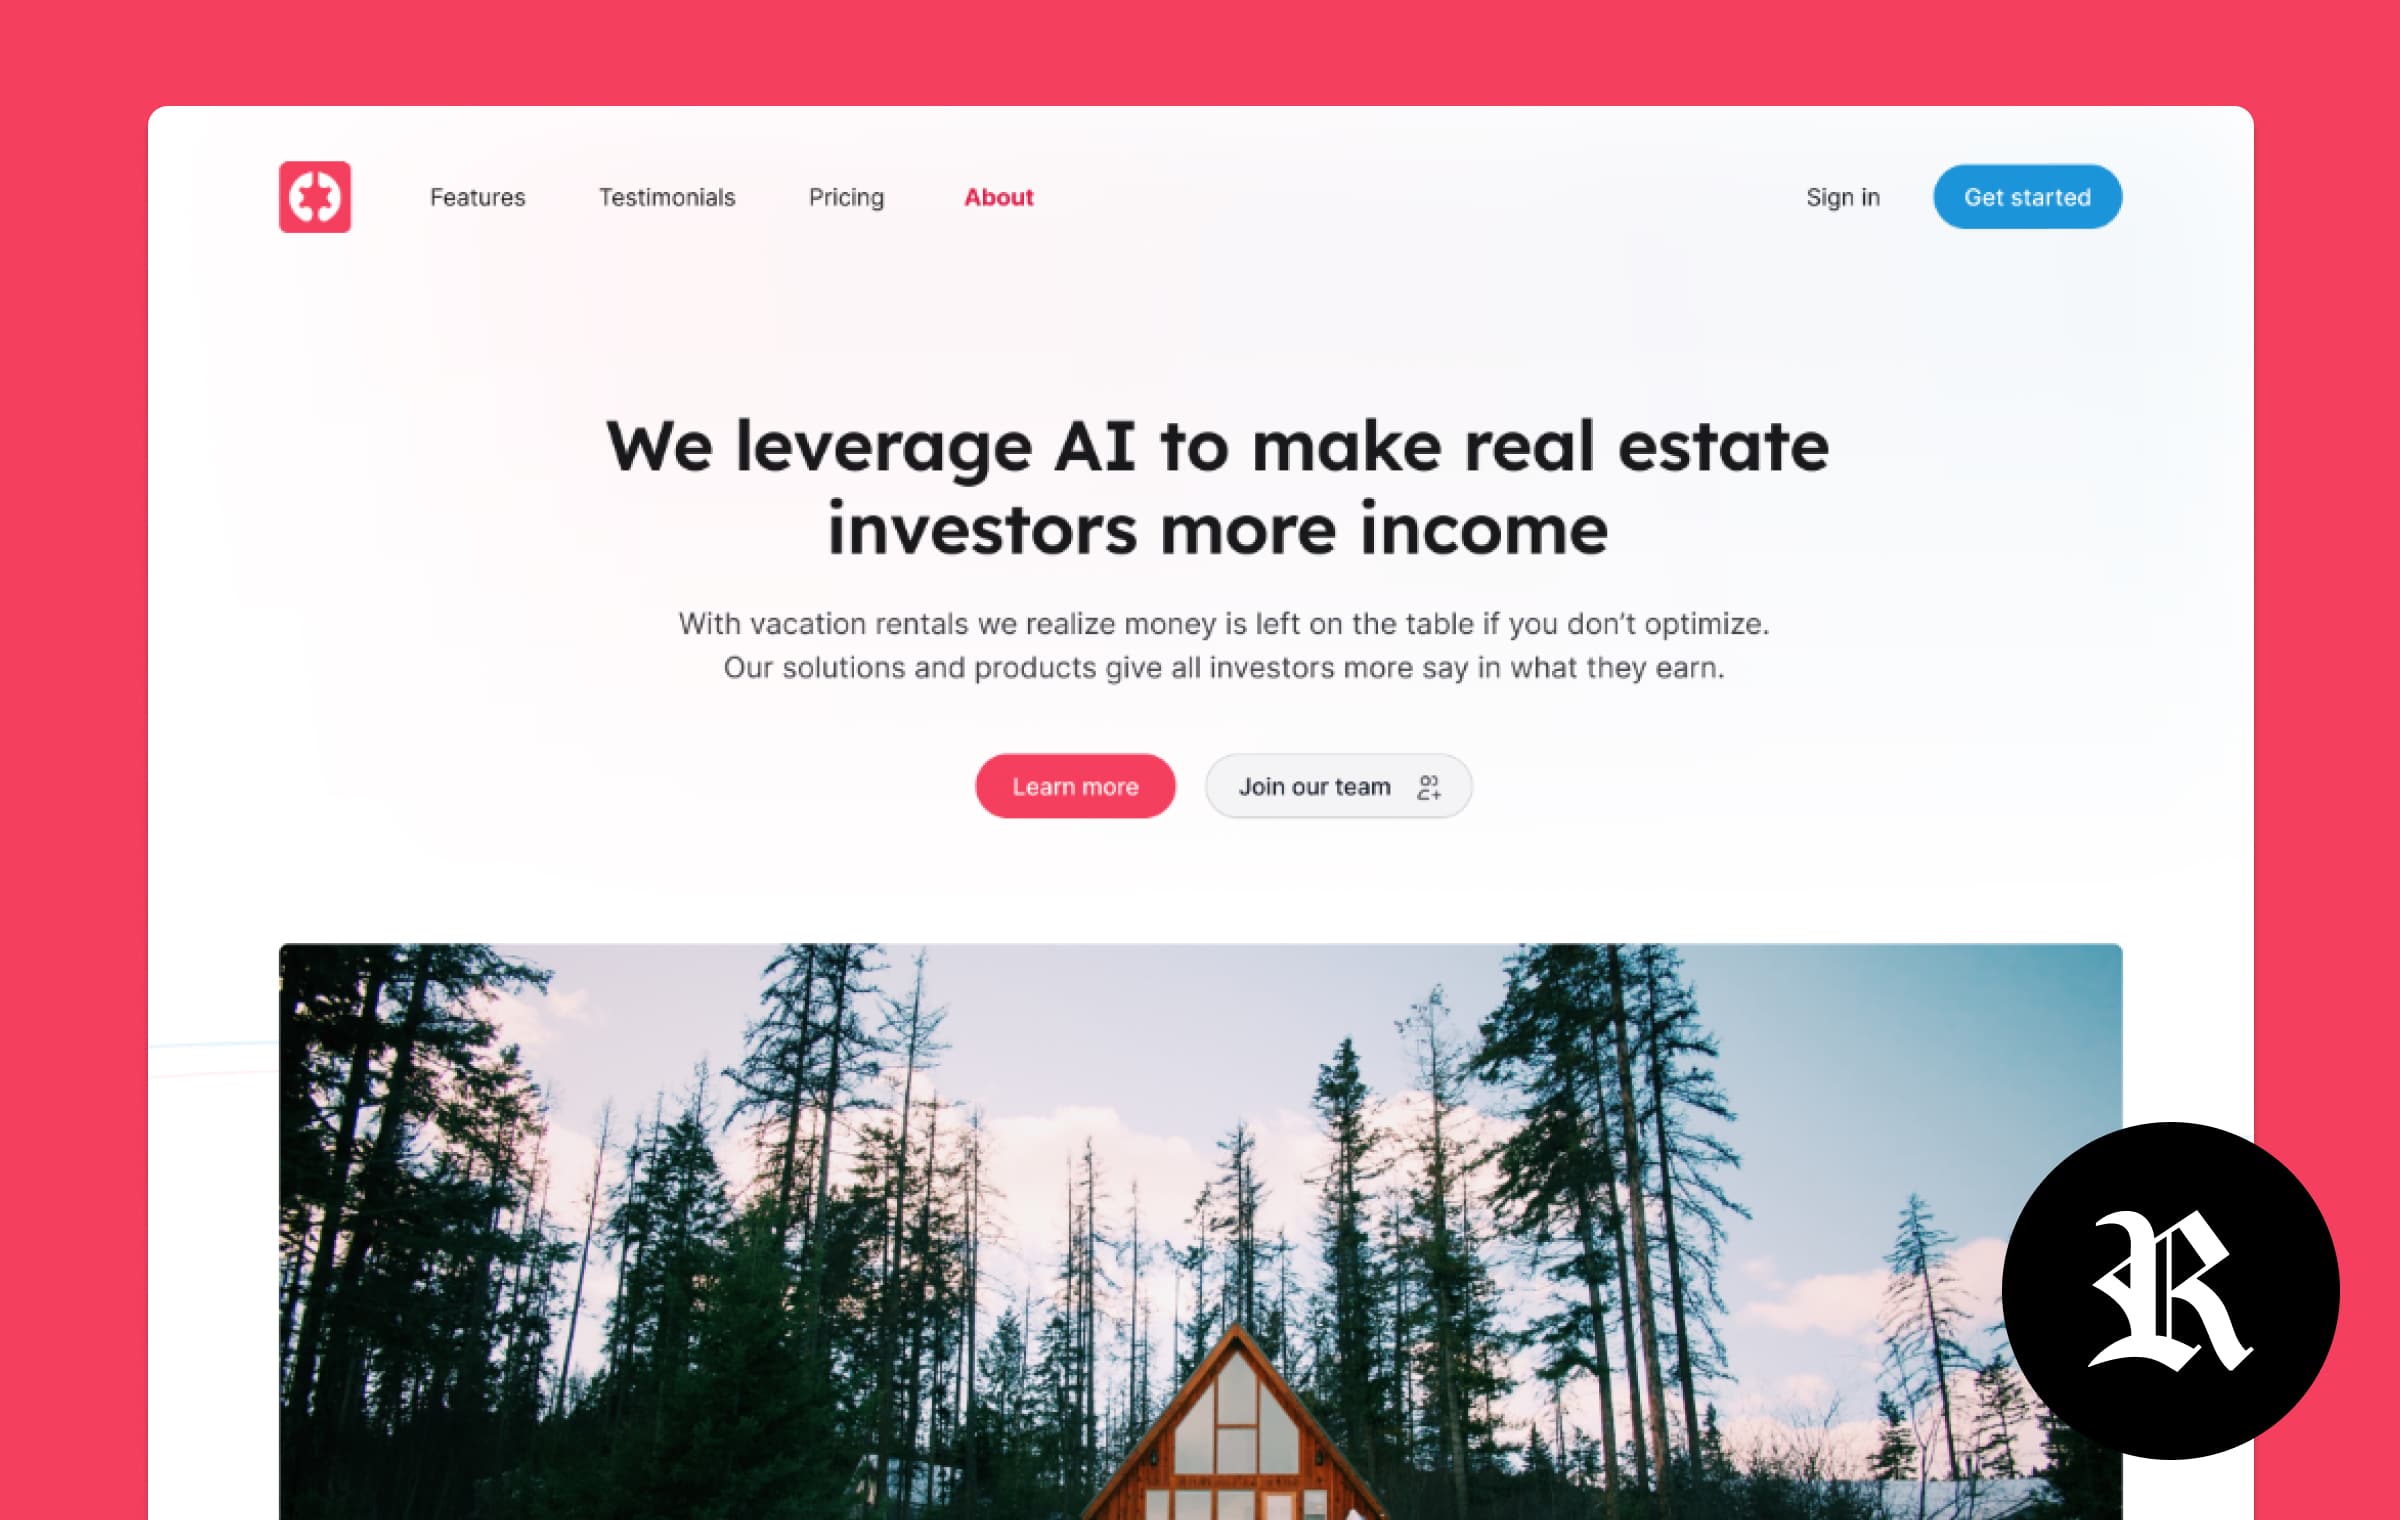 Features
Testimonials
Pricing
About
Sign in
Get started
We leverage AI to make real estate
investors more income
With vacation rentals we realize money is left on the table if you don’t optimize.
Our solutions and products give all investors more say in what they earn.
Learn more
Join our team
R